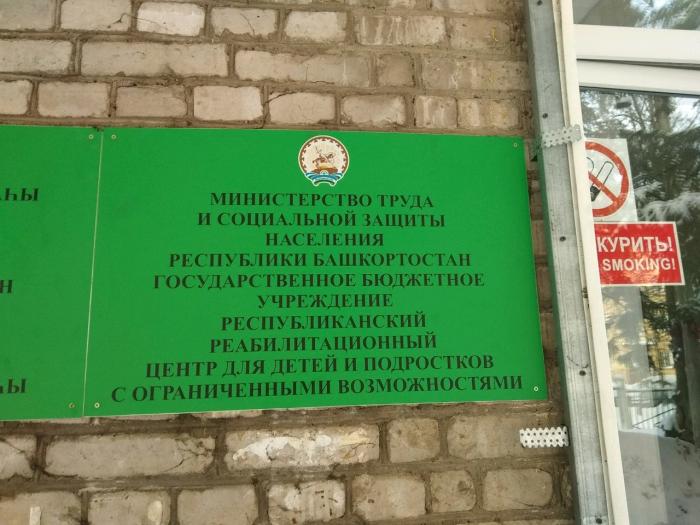 МИНИСТЕРСТВО ТРУДА
И СОЦИАЛЬНОЙ ЗАЩИТЫ
НАСЕЛЕНИЯ
РЕСПУБЛИКИ БАШКОРТОСТАН
ГОСУДАРСТВЕННОЕ БЮДЖЕТНОЕ
УЧРЕЖДЕНИЕ
РЕСПУБЛИКАНСКИЙ
РЕАБИЛИТАЦИОННЫЙ
ЦЕНТР ДЛЯ ДЕТЕЙ И ПОДРОСТКОВ
С ОГРАНИЧЕННЫМИ ВОЗМОЖНОСТЯМИ
КУРИТЬ!
SMOKING!